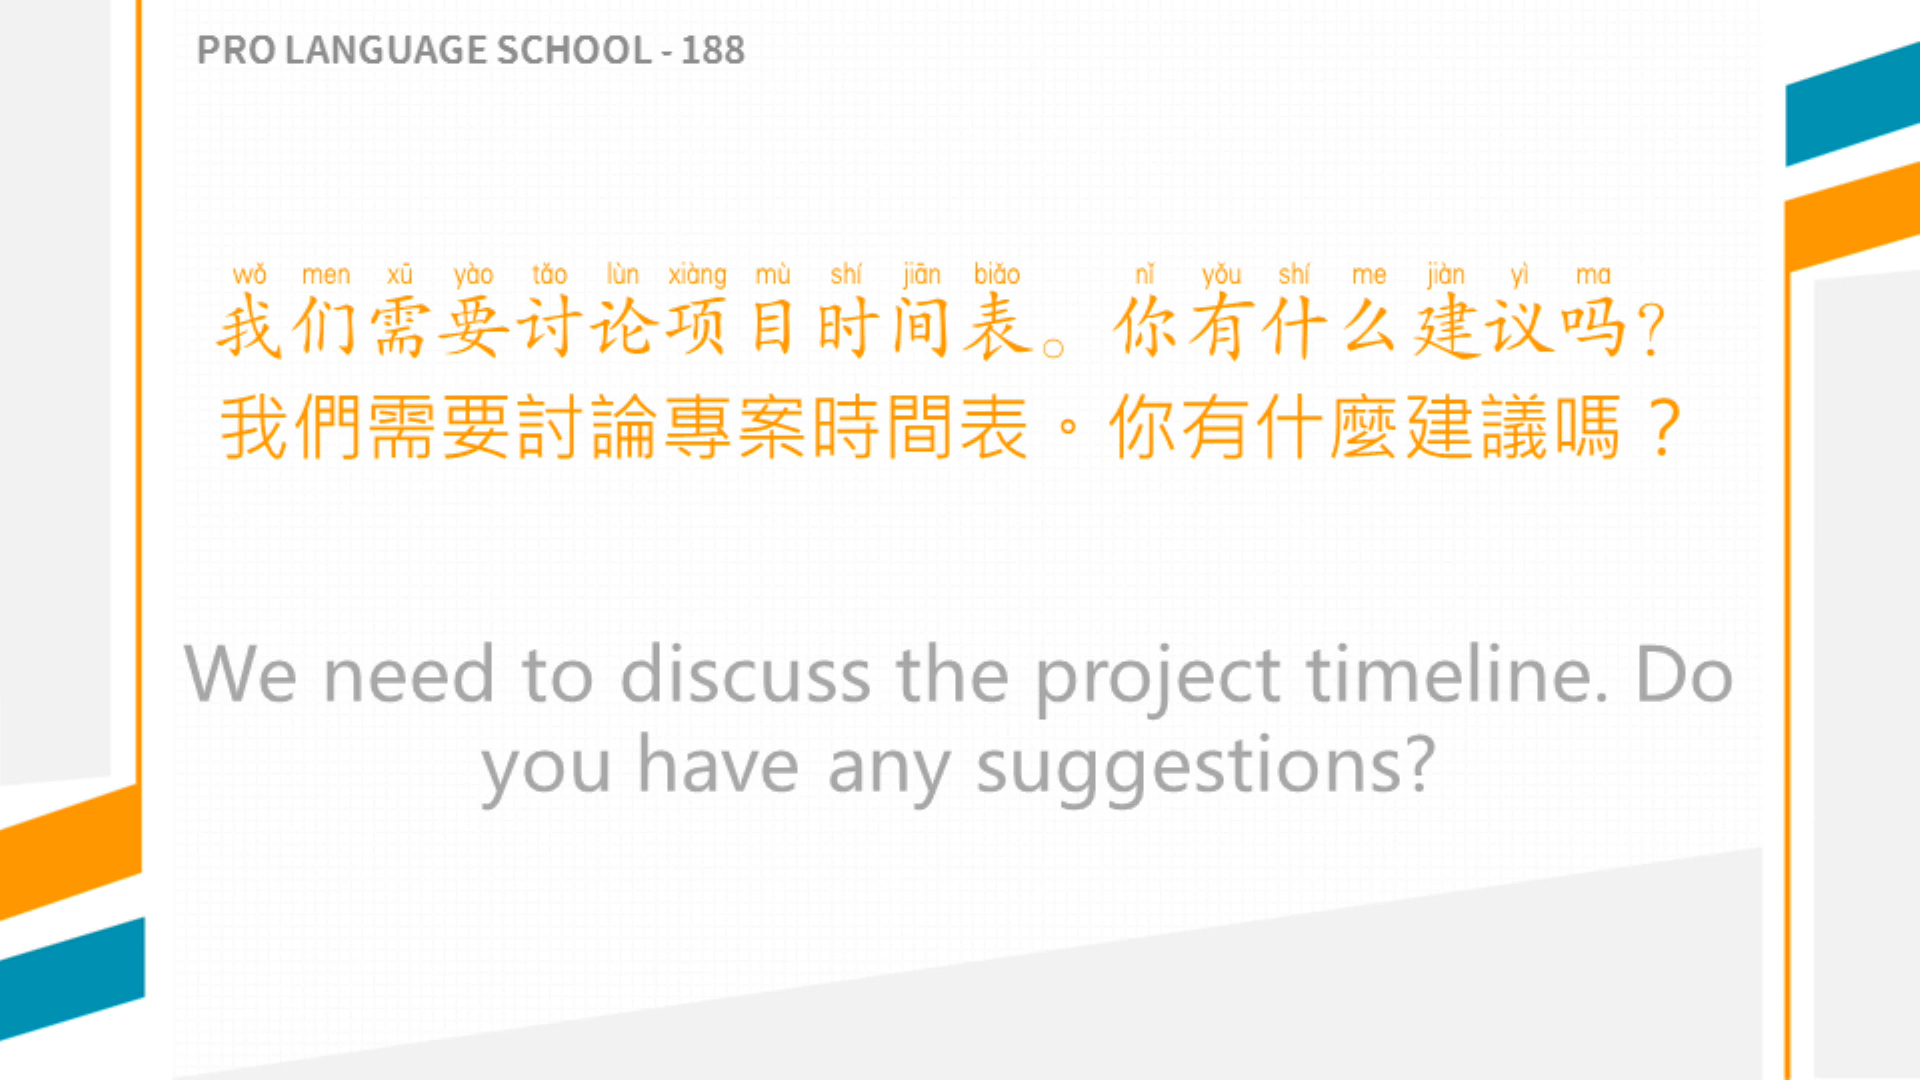 PRO LANGUAGE SCHOOL - 188
wǒ men xū yào tǎo lùn xiàng mù shí jiān biǎo nǐ yǒu shí me jiàn yì ma
我们需要讨论项目时间表。你有什么建议吗?
我們需要討論專案時間表。你有什麼建議嗎？
We need to discuss the project timeline. Do
you have any suggestions?